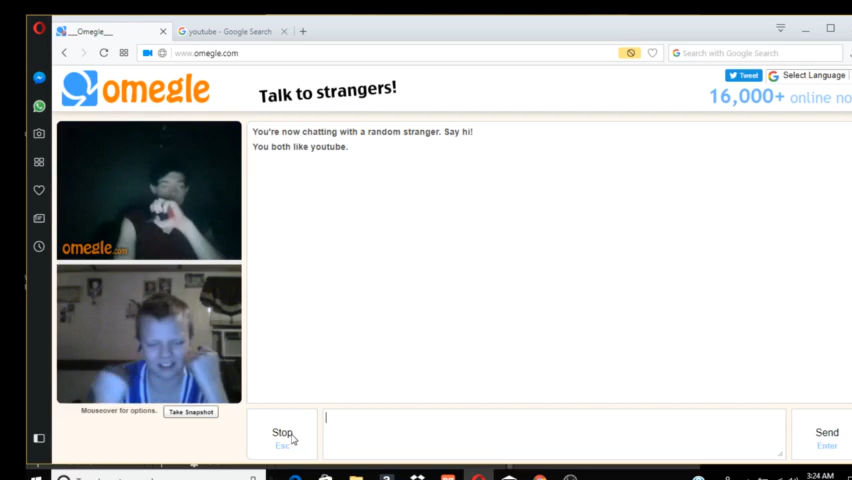 __Omegle__
youtube - Google Search
www.omegle.com
Search with Google Search
omegle
Talk to strangers!
Tweet
Select Language
16,000+ online no
You're now chatting with a random stranger. Say hi!
You both like youtube.
omegle.com
Mouseover for options.
Take Snapshot
Stop
Esc
Send
Enter
3:24 AM